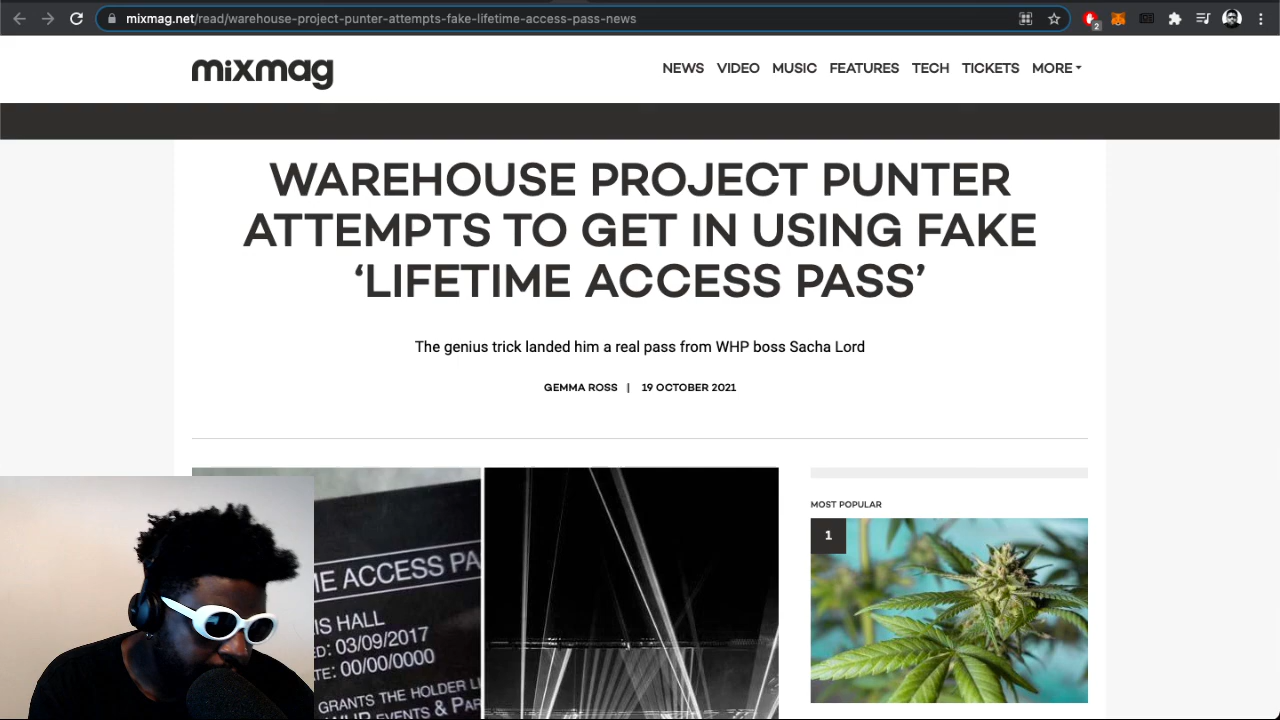 mixmag.net/read/warehouse-project-punter-attempts-fake-lifetime-access-pass-news
2
mixmag
NEWS VIDEO MUSIC FEATURES TECH TICKETS MORE
WAREHOUSE PROJECT PUNTER
ATTEMPTS TO GET IN USING FAKE
‘LIFETIME ACCESS PASS’
The genius trick landed him a real pass from WHP boss Sacha Lord
GEMMA ROSS | 19 OCTOBER 2021
ACCESS
HALL
03/09/2017
00/00/0000
GRANTS THE HOLDER
EVENTS &
MOST POPULAR
1